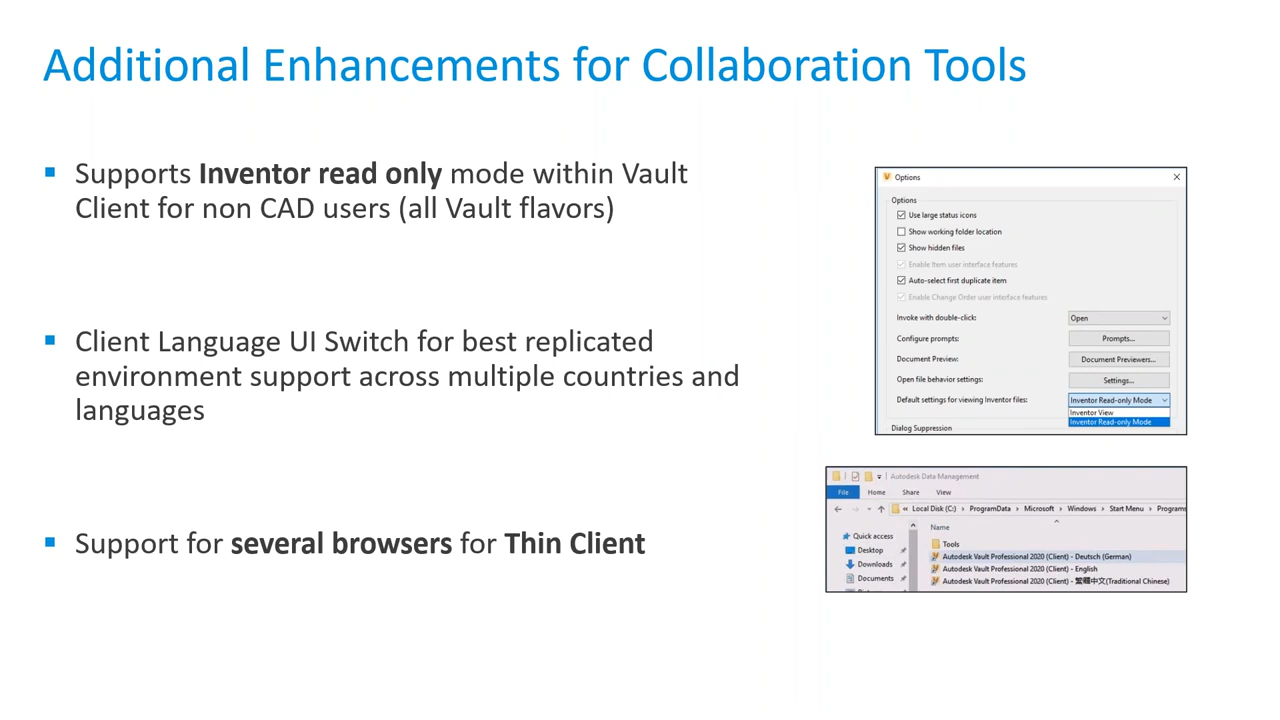 Additional Enhancements for Collaboration Tools
Supports Inventor read only mode within Vault
Client for non CAD users (all Vault flavors)
Client Language UI Switch for best replicated
environment support across multiple countries and
languages
Support for several browsers for Thin Client
Options
Options
Use large status icons
Show working folder location
Show hidden files
Enable Item user interface features
Auto-select first duplicate item
Enable Change Order user interface features
Invoke with double-click: Open
Configure prompts: Prompts...
Document Preview: Document Previewers...
Open file behavior settings: Settings...
Default settings for viewing Inventor files: Inventor Read-only Mode
Inventor View
Inventor Read-only Mode
Dialog Suppression
Autodesk Data Management
File Home Share View
« Local Disk (C:) > ProgramData > Microsoft > Windows > Start Menu > Programs
Name
Quick access
Desktop
Downloads
Documents
Tools
Autodesk Vault Professional 2020 (Client) - Deutsch (German)
Autodesk Vault Professional 2020 (Client) - English
Autodesk Vault Professional 2020 (Client) - 繁體中文(Traditional Chinese)